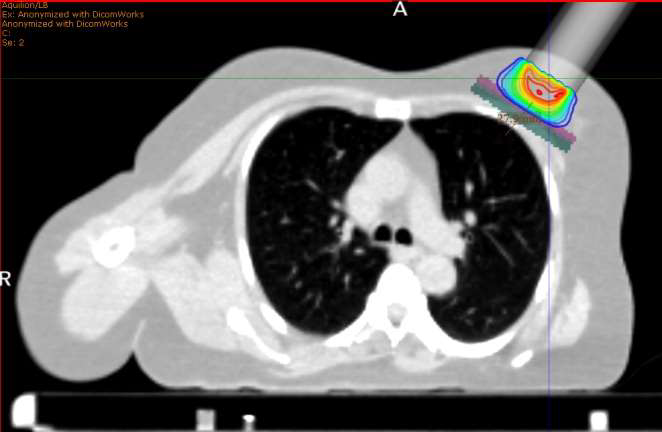 Aquilion/LB
Ex: Anonymized with DicomWorks
Anonymized with DicomWorks
C:
Se: 2
A
R